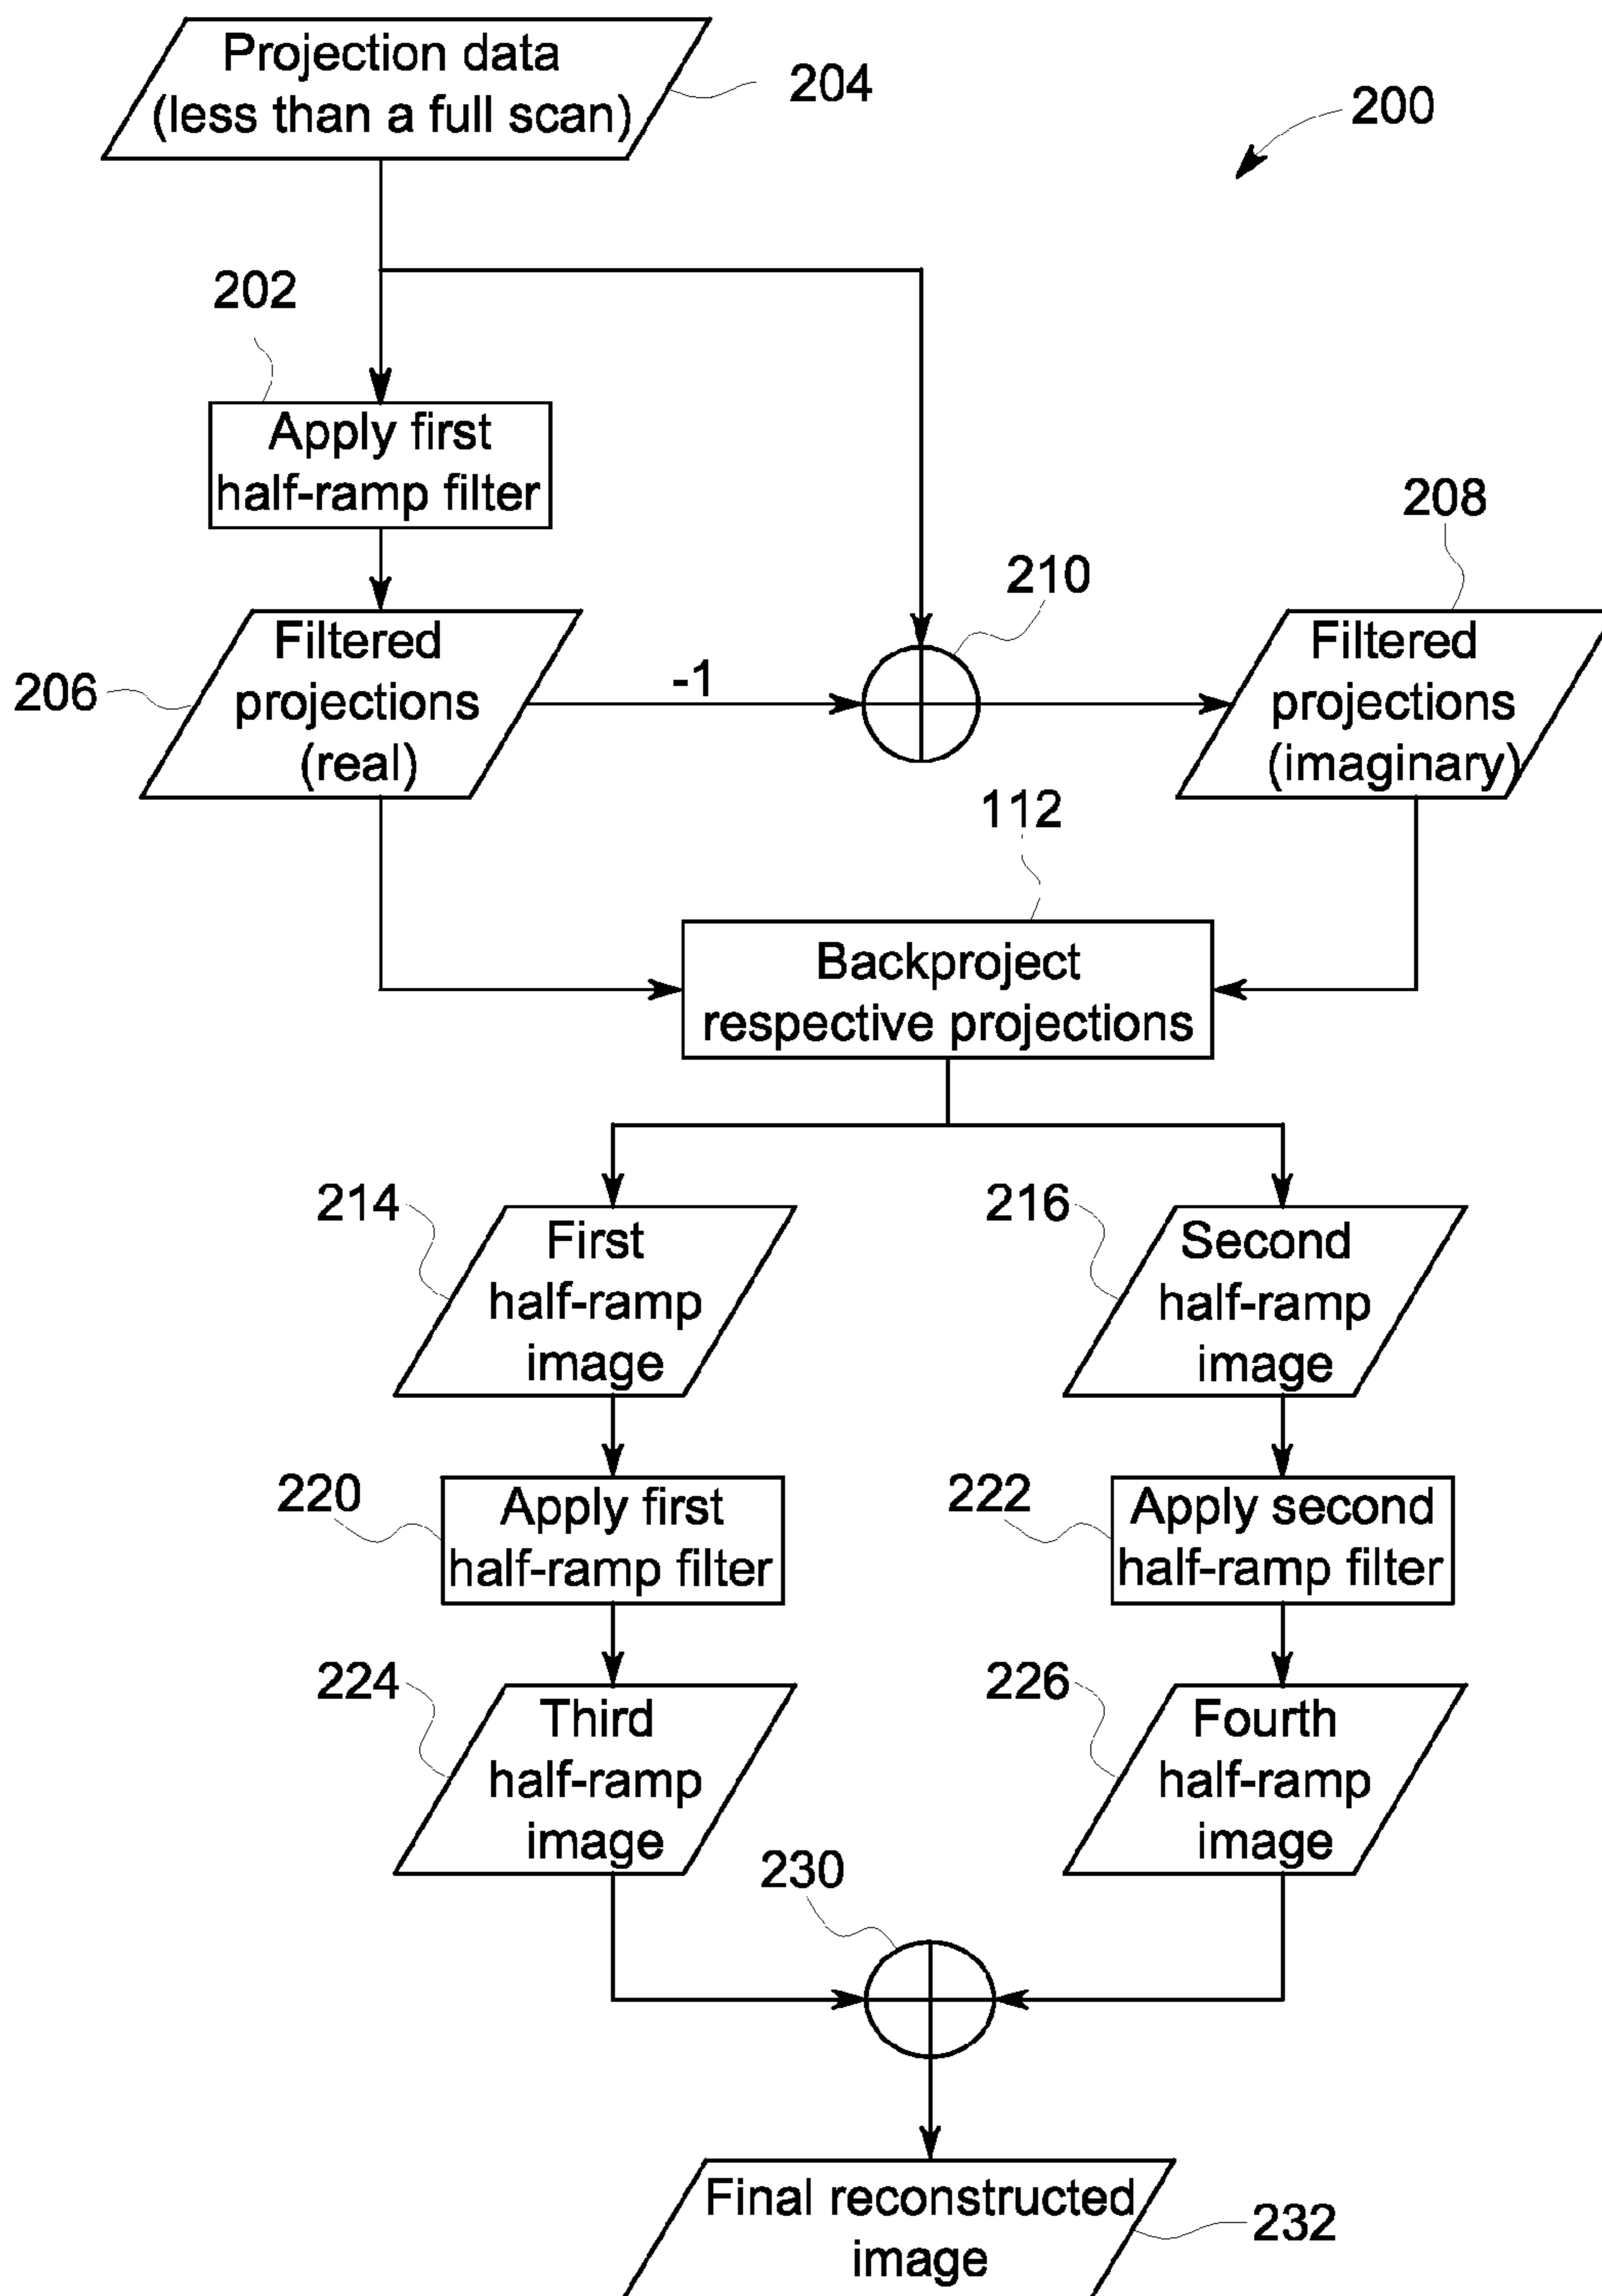 Projection data
(less than a full scan)
204
200
202
Apply first
half-ramp filter
208
210
Filtered
projections
(real)
206
-1
Filtered
projections
(imaginary)
112
Backproject
respective projections
214
First
half-ramp
image
216
Second
half-ramp
image
220
Apply first
half-ramp filter
222
Apply second
half-ramp filter
224
Third
half-ramp
image
226
Fourth
half-ramp
image
230
Final reconstructed
image
232